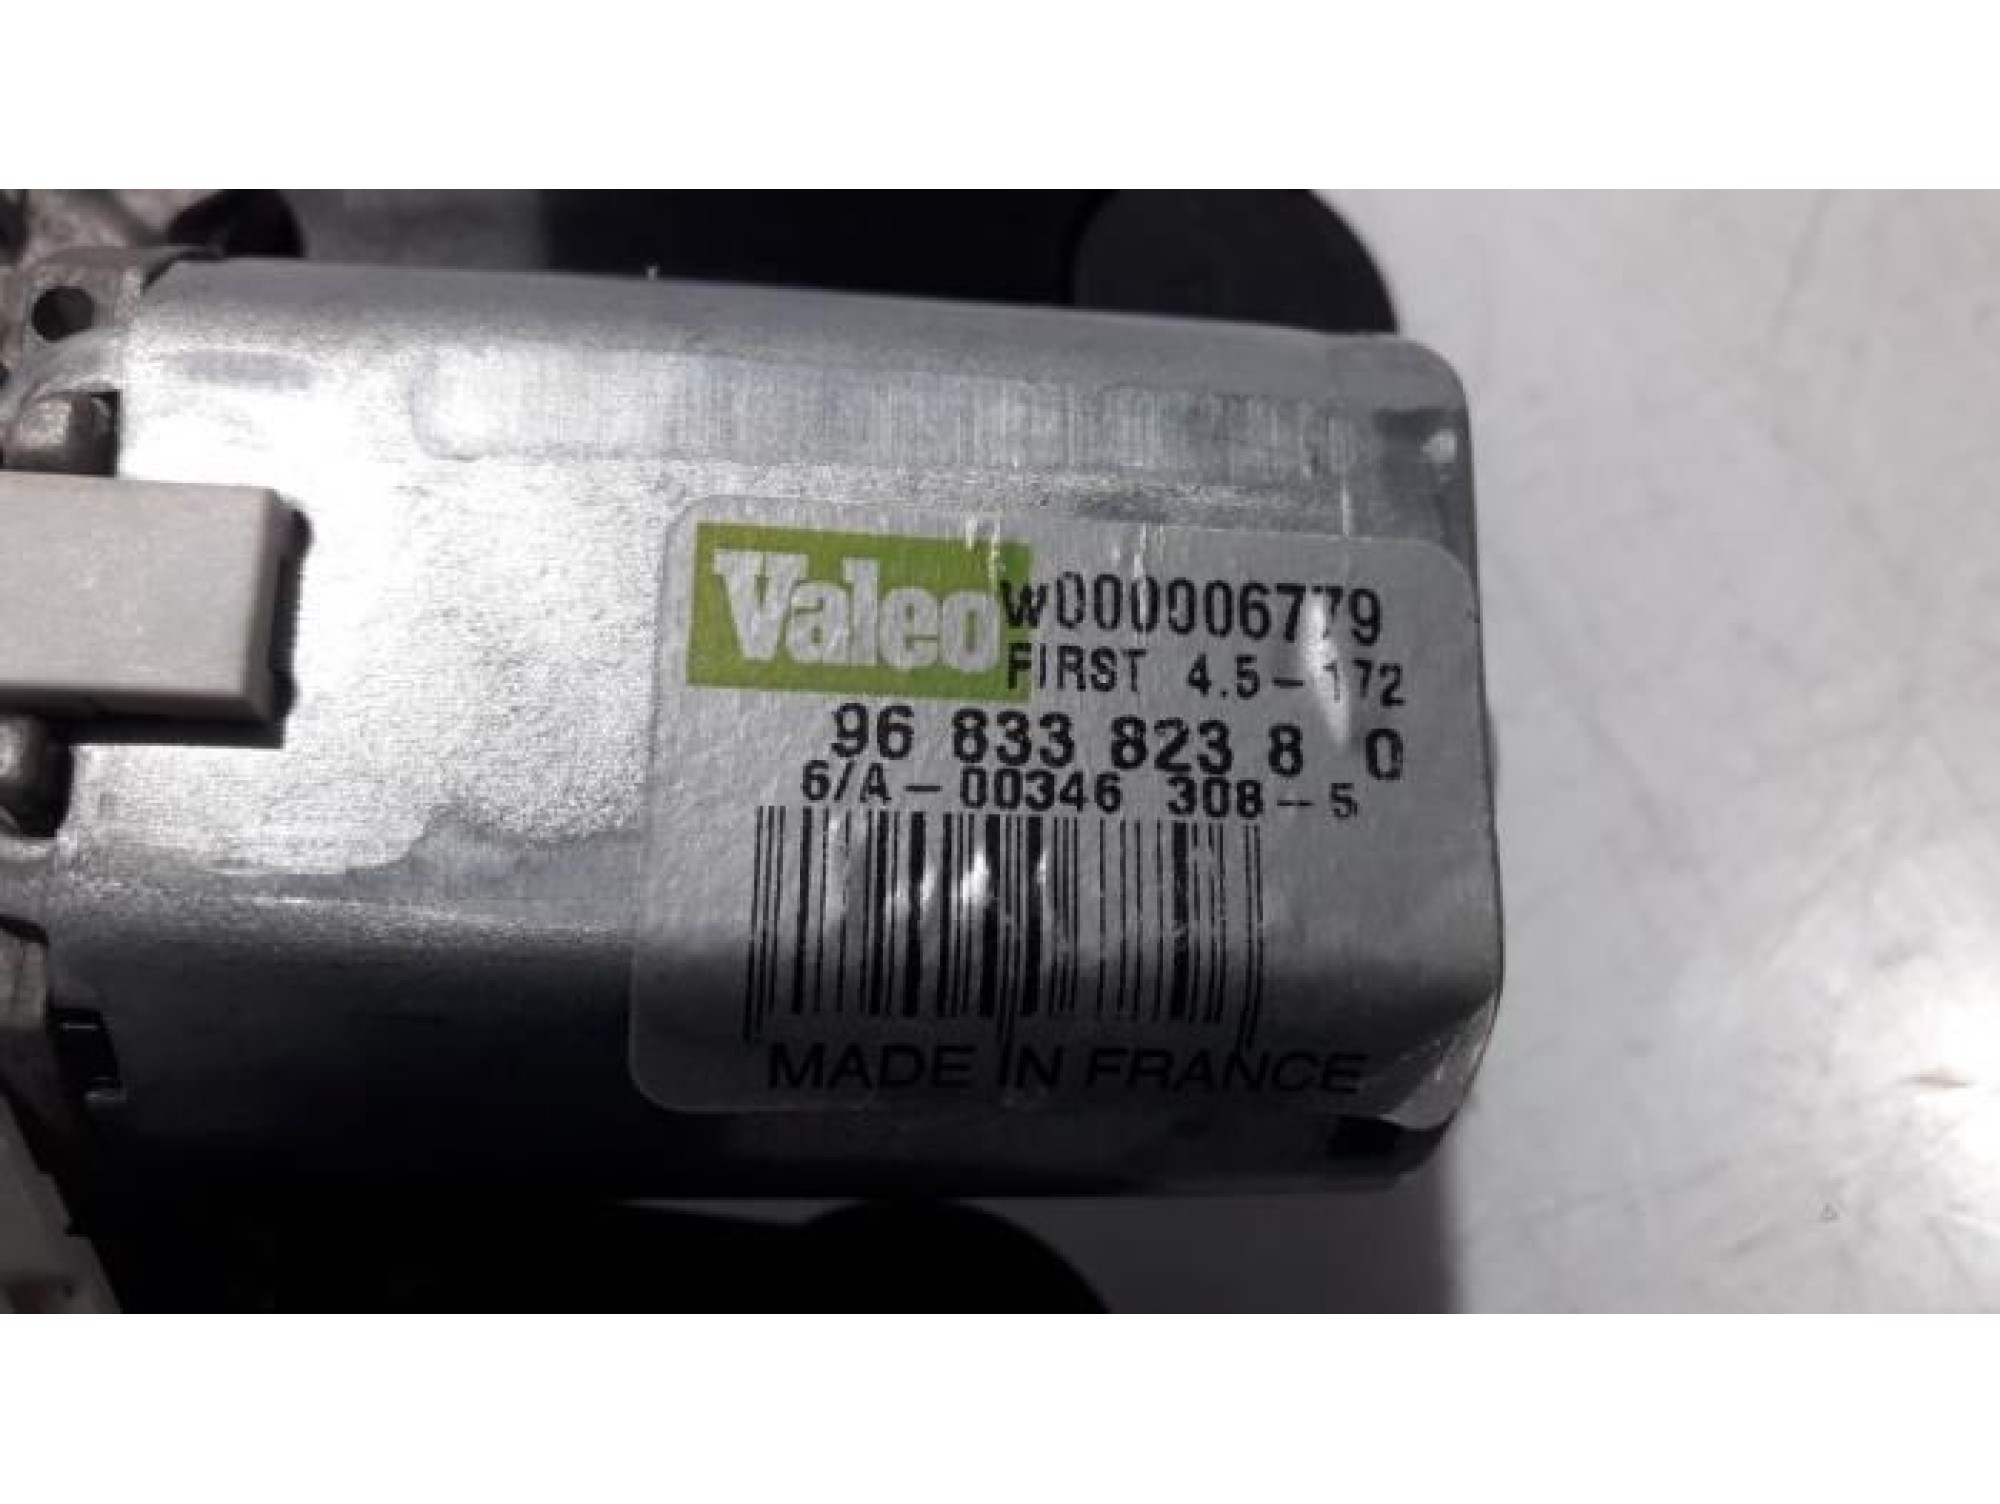 Valeo W000006779
FIRST 4.5-172
96 833 823 8 0
6/A-00346 308-5
MADE IN FRANCE